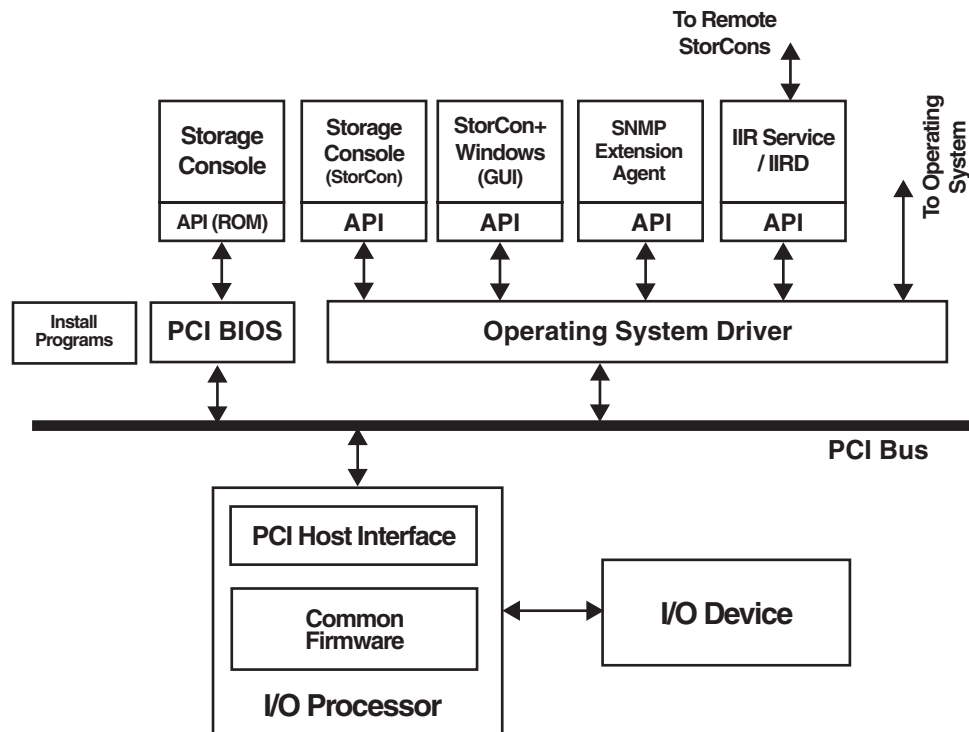 To Remote
StorCons
To Operating
System
Storage
Console
API (ROM)
Storage
Console
(StorCon)
API
StorCon+
Windows
(GUI)
API
SNMP
Extension
Agent
API
IIR Service
/ IIRD
API
Install
Programs
PCI BIOS
Operating System Driver
PCI Bus
PCI Host Interface
Common
Firmware
I/O Processor
I/O Device